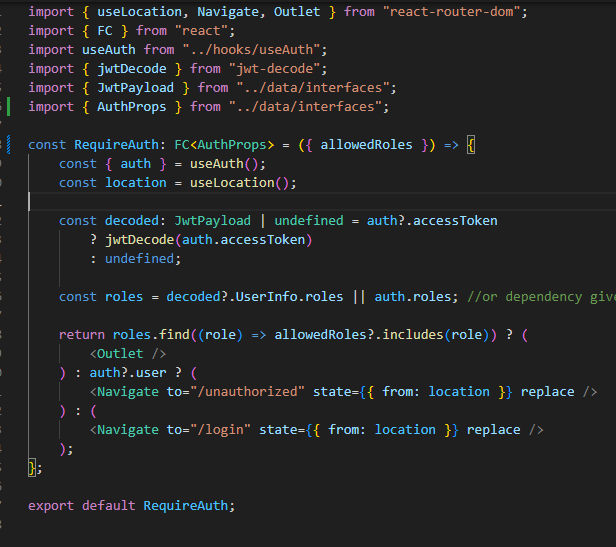 import { useLocation, Navigate, Outlet } from "react-router-dom";
import { FC } from "react";
import useAuth from "../hooks/useAuth";
import { jwtDecode } from "jwt-decode";
import { JwtPayload } from "../data/interfaces";
import { AuthProps } from "../data/interfaces";
const RequireAuth: FC<AuthProps> = ({ allowedRoles }) => {
const { auth } = useAuth();
const location = useLocation();
const decoded: JwtPayload | undefined = auth?.accessToken
? jwtDecode(auth.accessToken)
: undefined;
const roles = decoded?.UserInfo.roles || auth.roles; //or dependency give
return roles.find((role) => allowedRoles?.includes(role)) ? (
<Outlet />
) : auth?.user ? (
<Navigate to="/unauthorized" state={{ from: location }} replace />
) : (
<Navigate to="/login" state={{ from: location }} replace />
);
};
export default RequireAuth;